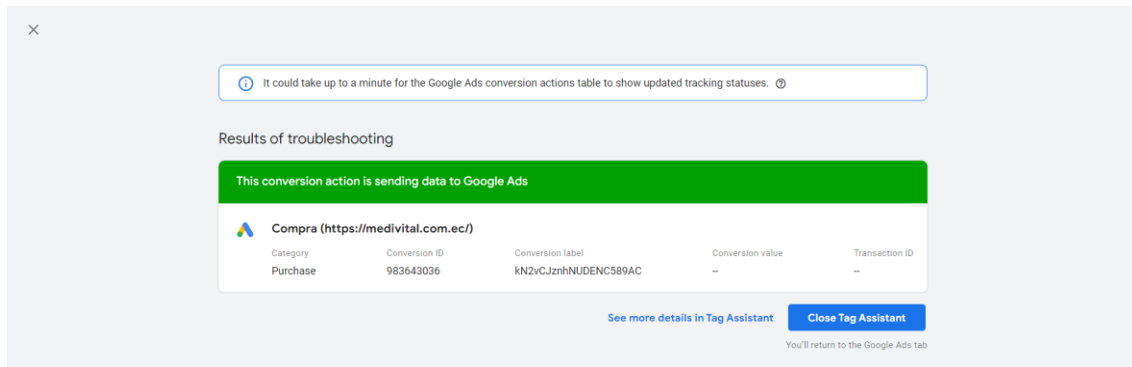 It could take up to a minute for the Google Ads conversion actions table to show updated tracking statuses.
Results of troubleshooting
This conversion action is sending data to Google Ads
Compra (https://medivital.com.ec/)
Category Conversion ID Conversion label Conversion value Transaction ID
Purchase 983643036 kN2vCJznhNUDENC589AC -- --
See more details in Tag Assistant Close Tag Assistant
You'll return to the Google Ads tab